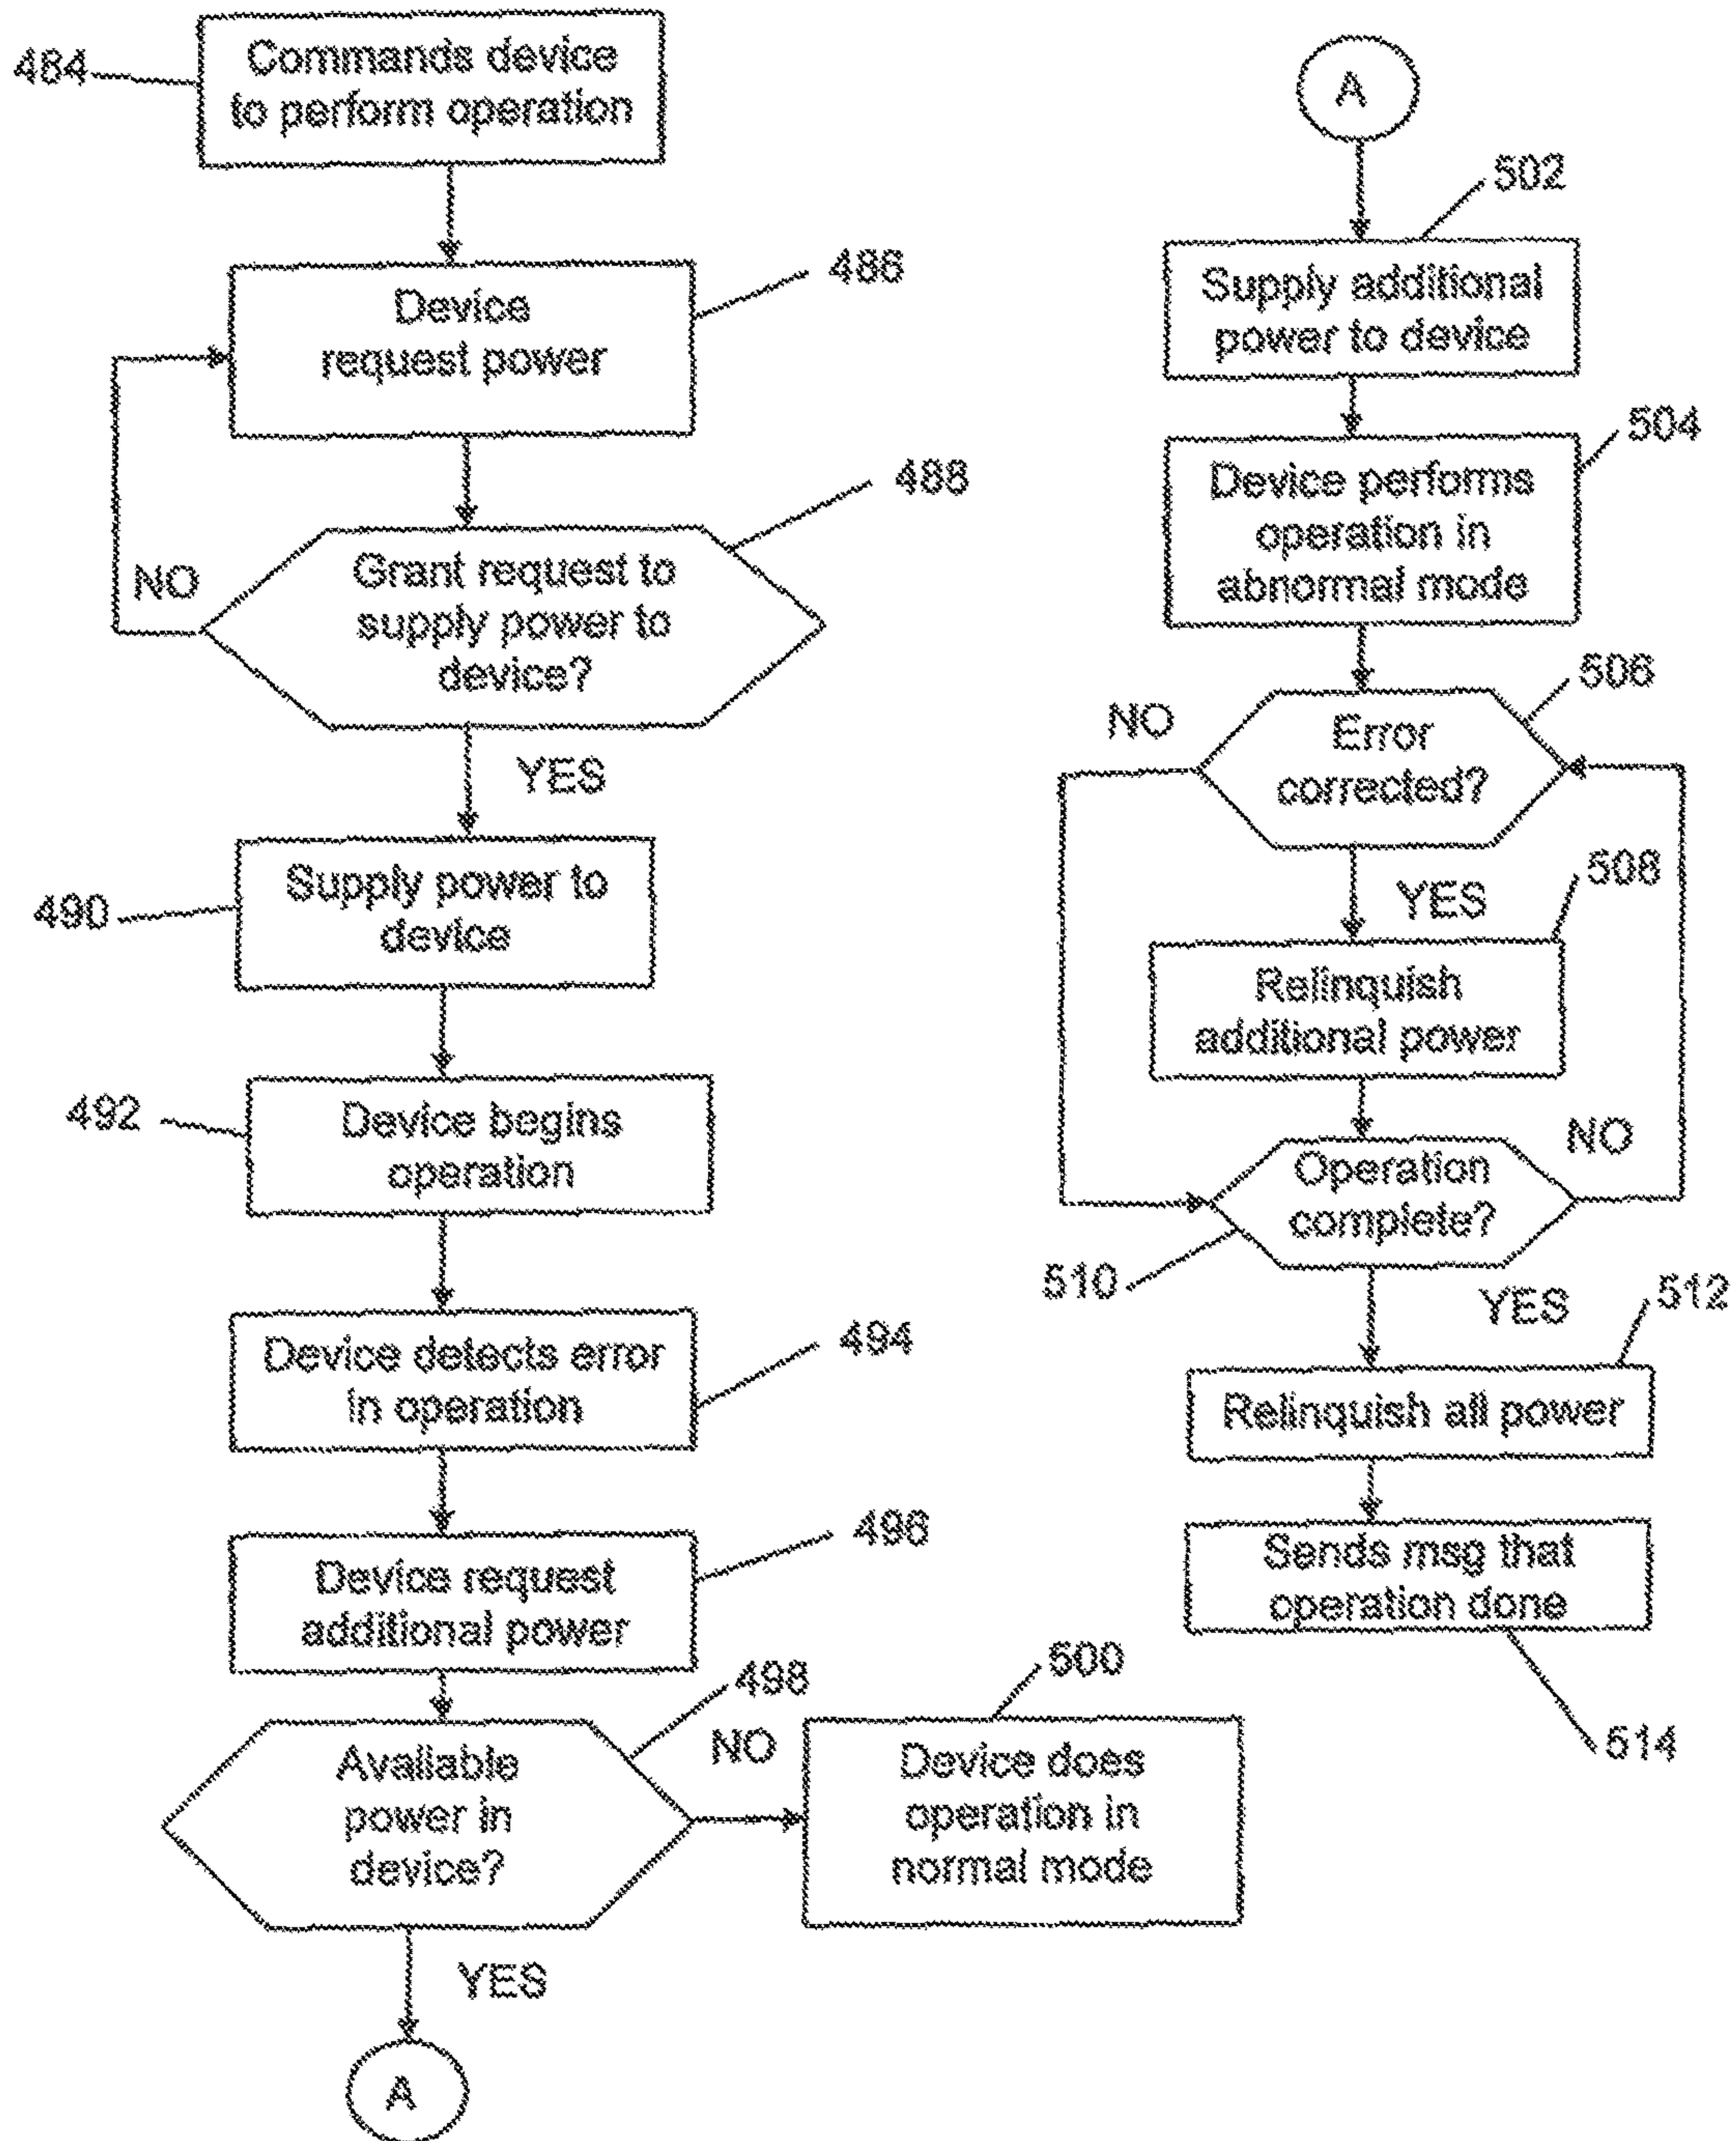 484
Commands device
to perform operation
486
Device
request power
488
NO
Grant request to
supply power to
device?
YES
490
Supply power to
device
492
Device begins
operation
494
Device detects error
in operation
496
Device request
additional power
498
Available
power in
device?
NO
500
Device does
operation in
normal mode
YES
A
A
502
Supply additional
power to device
504
Device performs
operation in
abnormal mode
506
NO
Error
corrected?
YES
508
Relinquish
additional power
NO
Operation
complete?
510
YES
512
Relinquish all power
Sends msg that
operation done
514